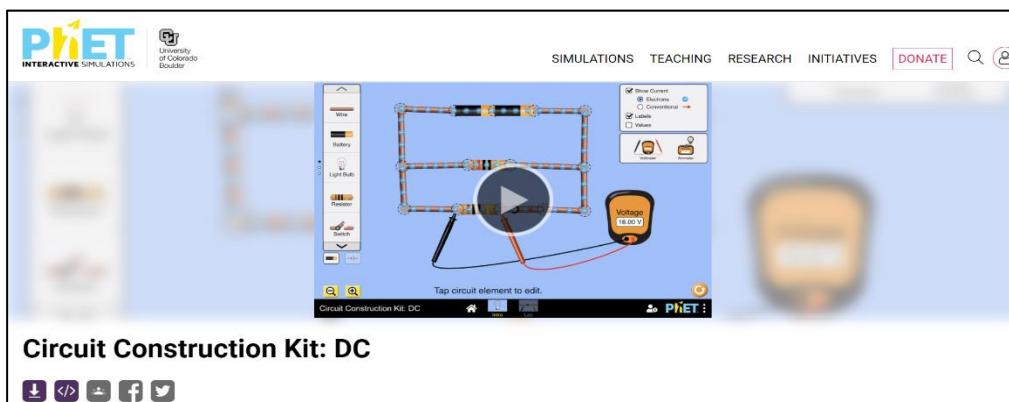 PhET
INTERACTIVE SIMULATIONS
University
of Colorado
Boulder
SIMULATIONS TEACHING RESEARCH INITIATIVES DONATE
Wire
Battery
Light Bulb
Resistor
Switch
Show Current
Electrons
Conventional
Labels
Values
Voltmeter
Ammeter
Voltage
18.00 V
Tap circuit element to edit.
Circuit Construction Kit: DC
Intro
Lab
PhET
Circuit Construction Kit: DC